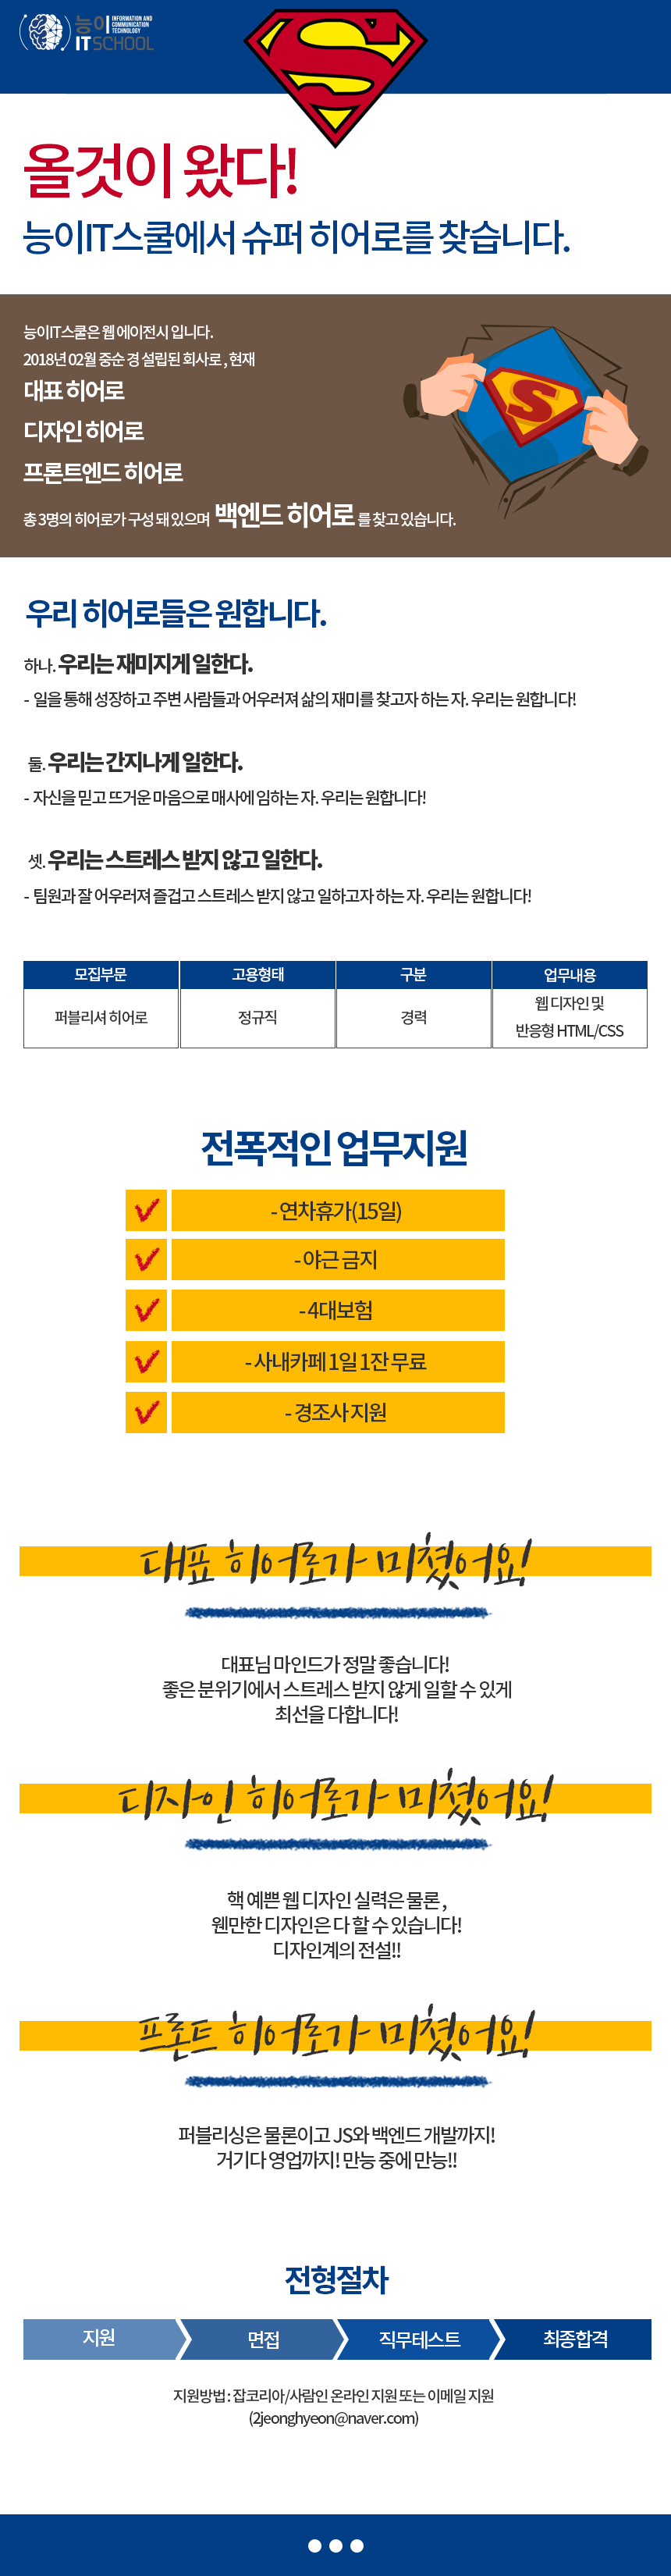 능이 INFORMATION AND
COMMUNICATION
TECHNOLOGY
IT SCHOOL
올것이 왔다!
능이IT스쿨에서 슈퍼 히어로를 찾습니다.
능이IT스쿨은 웹 에이전시 입니다.
2018년 02월 중순 경 설립된 회사로 , 현재
대표 히어로
디자인 히어로
프론트엔드 히어로
총 3명의 히어로가 구성 돼 있으며 백엔드 히어로 를 찾고 있습니다.
S
우리 히어로들은 원합니다.
하나. 우리는 재미지게 일한다.
- 일을 통해 성장하고 주변 사람들과 어우러져 삶의 재미를 찾고자 하는 자. 우리는 원합니다!
둘. 우리는 간지나게 일한다.
- 자신을 믿고 뜨거운 마음으로 매사에 임하는 자. 우리는 원합니다!
셋. 우리는 스트레스 받지 않고 일한다.
- 팀원과 잘 어우러져 즐겁고 스트레스 받지 않고 일하고자 하는 자. 우리는 원합니다!
모집부문 고용형태 구분 업무내용
퍼블리셔 히어로 정규직 경력 웹 디자인 및
반응형 HTML/CSS
전폭적인 업무지원
- 연차휴가(15일)
- 야근 금지
- 4대보험
- 사내카페 1일 1잔 무료
- 경조사 지원
대표 히어로가 미쳤어요!
대표님 마인드가 정말 좋습니다!
좋은 분위기에서 스트레스 받지 않게 일할 수 있게
최선을 다합니다!
디자인 히어로가 미쳤어요!
핵 예쁜 웹 디자인 실력은 물론 ,
웬만한 디자인은 다 할 수 있습니다!
디자인계의 전설!!
프론트 히어로가 미쳤어요!
퍼블리싱은 물론이고 JS와 백엔드 개발까지!
거기다 영업까지! 만능 중에 만능!!
전형절차
지원 면접 직무테스트 최종합격
지원방법 : 잡코리아/사람인 온라인 지원 또는 이메일 지원
(2jeonghyeon@naver.com)